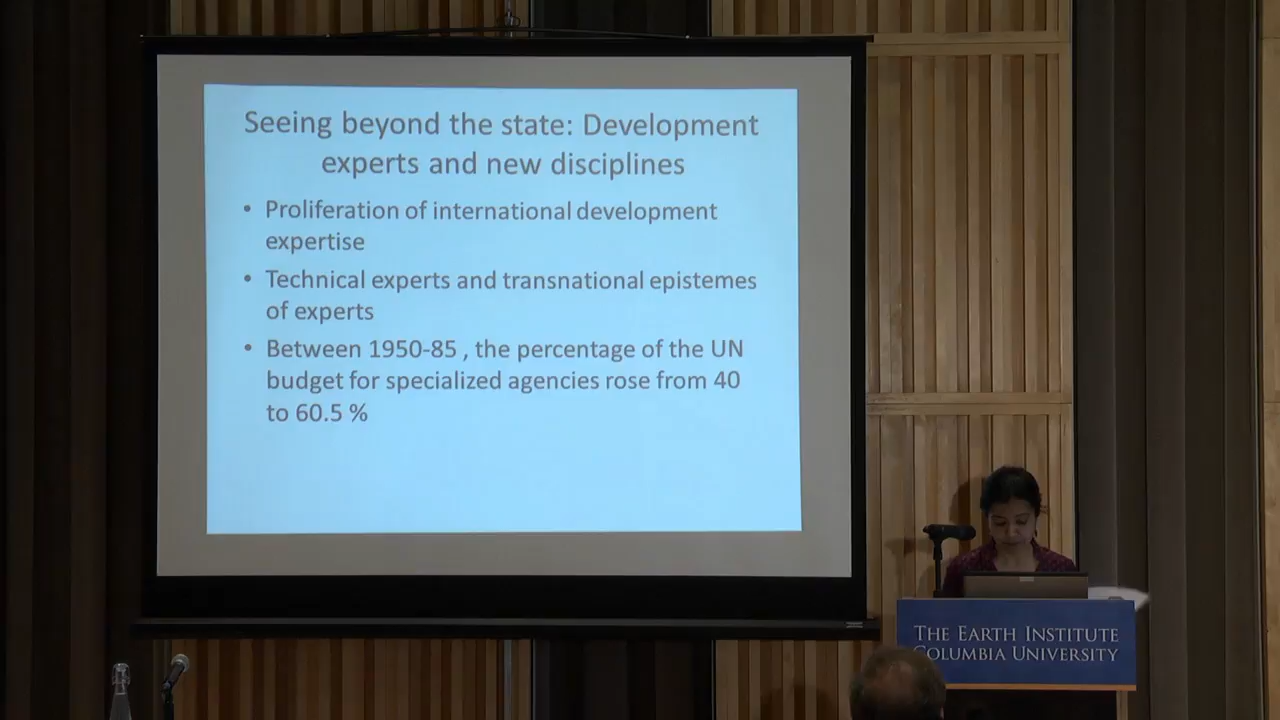 Seeing beyond the state: Development
experts and new disciplines
• Proliferation of international development
expertise
• Technical experts and transnational epistemes
of experts
• Between 1950-85 , the percentage of the UN
budget for specialized agencies rose from 40
to 60.5 %
THE EARTH INSTITUTE
COLUMBIA UNIVERSITY